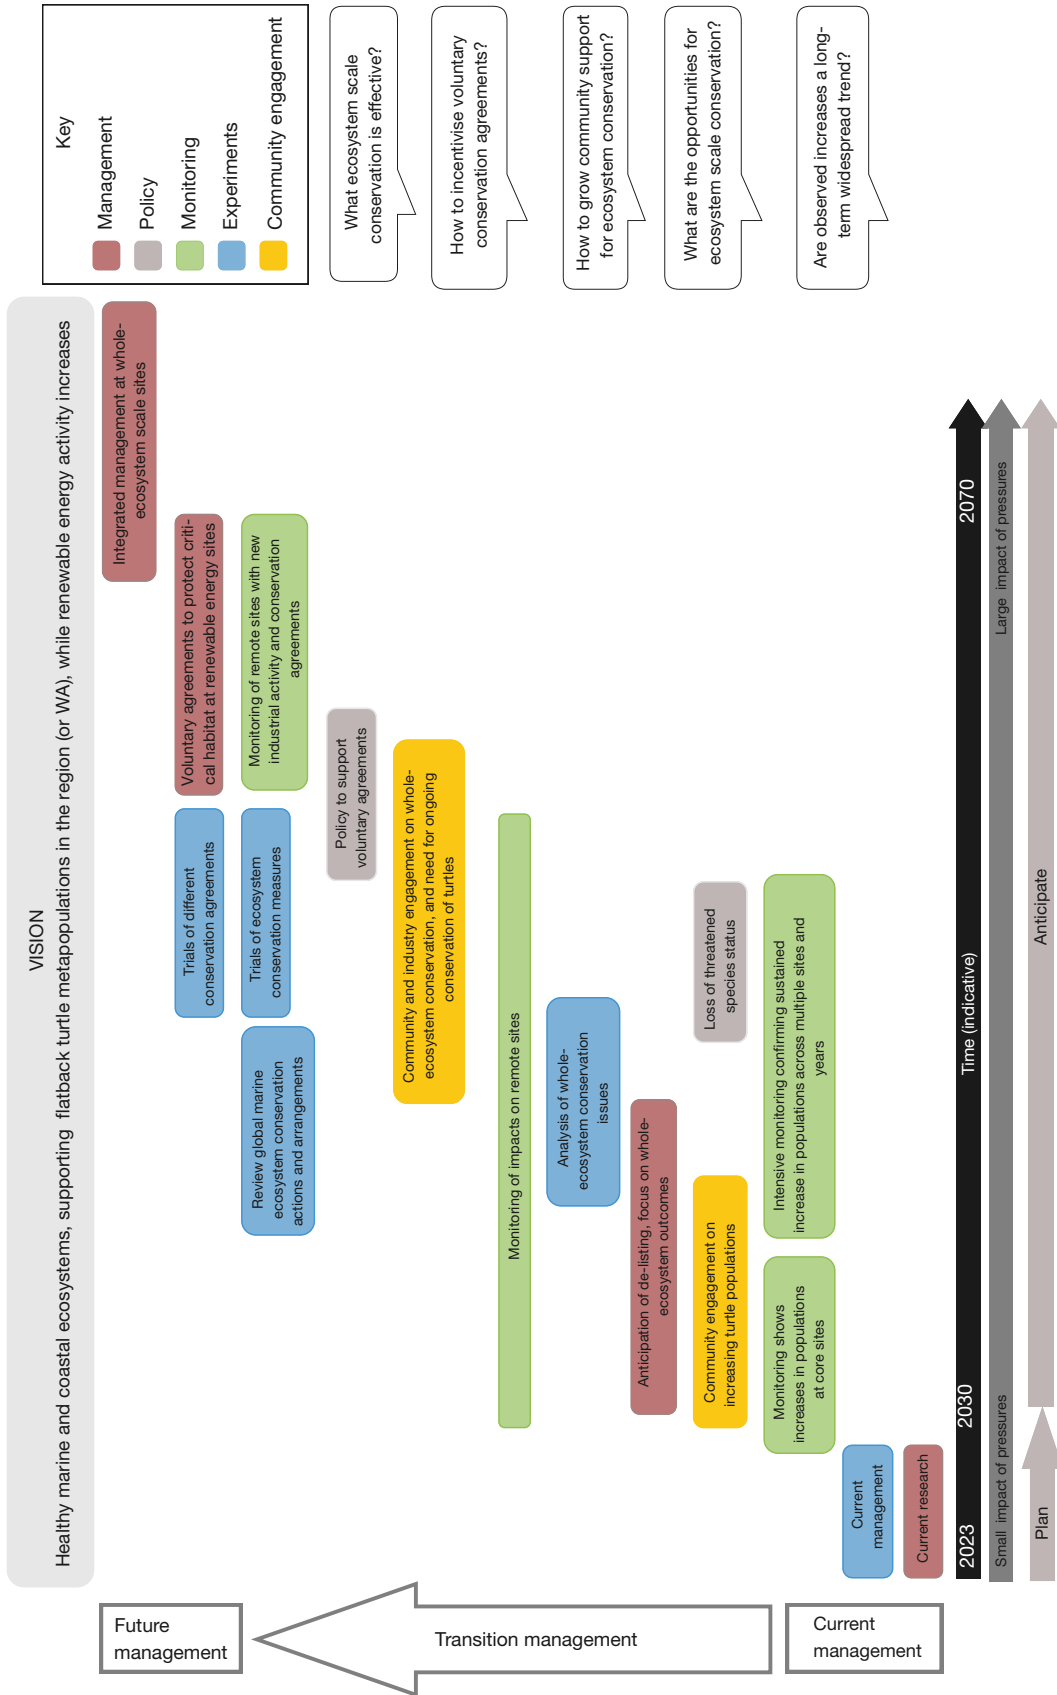 VISION
Healthy marine and coastal ecosystems, supporting flatback turtle metapopulations in the region (or WA), while renewable energy activity increases
Key
Management
Policy
Monitoring
Experiments
Community engagement
Future
management
Transition management
Current
management
Integrated management at whole-
ecosystem scale sites
Trials of different
conservation agreements
Voluntary agreements to protect criti-
cal habitat at renewable energy sites
Review global marine
ecosystem conservation
actions and arrangements
Trials of ecosystem
conservation measures
Monitoring of remote sites with new
industrial activity and conservation
agreements
Policy to support
voluntary agreements
Community and industry engagement on whole-
ecosystem conservation, and need for ongoing
conservation of turtles
Monitoring of impacts on remote sites
Analysis of whole-
ecosystem conservation
issues
Anticipation of de-listing, focus on whole-
ecosystem outcomes
Community engagement on
increasing turtle populations
Loss of threatened
species status
Monitoring shows
increases in populations
at core sites
Intensive monitoring confirming sustained
increase in populations across multiple sites and
years
Current
management
Current research
What ecosystem scale
conservation is effective?
How to incentivise voluntary
conservation agreements?
How to grow community support
for ecosystem conservation?
What are the opportunities for
ecosystem scale conservation?
Are observed increases a long-
term widespread trend?
2023
2030
Time (indicative)
2070
Small impact of pressures
Large impact of pressures
Plan
Anticipate